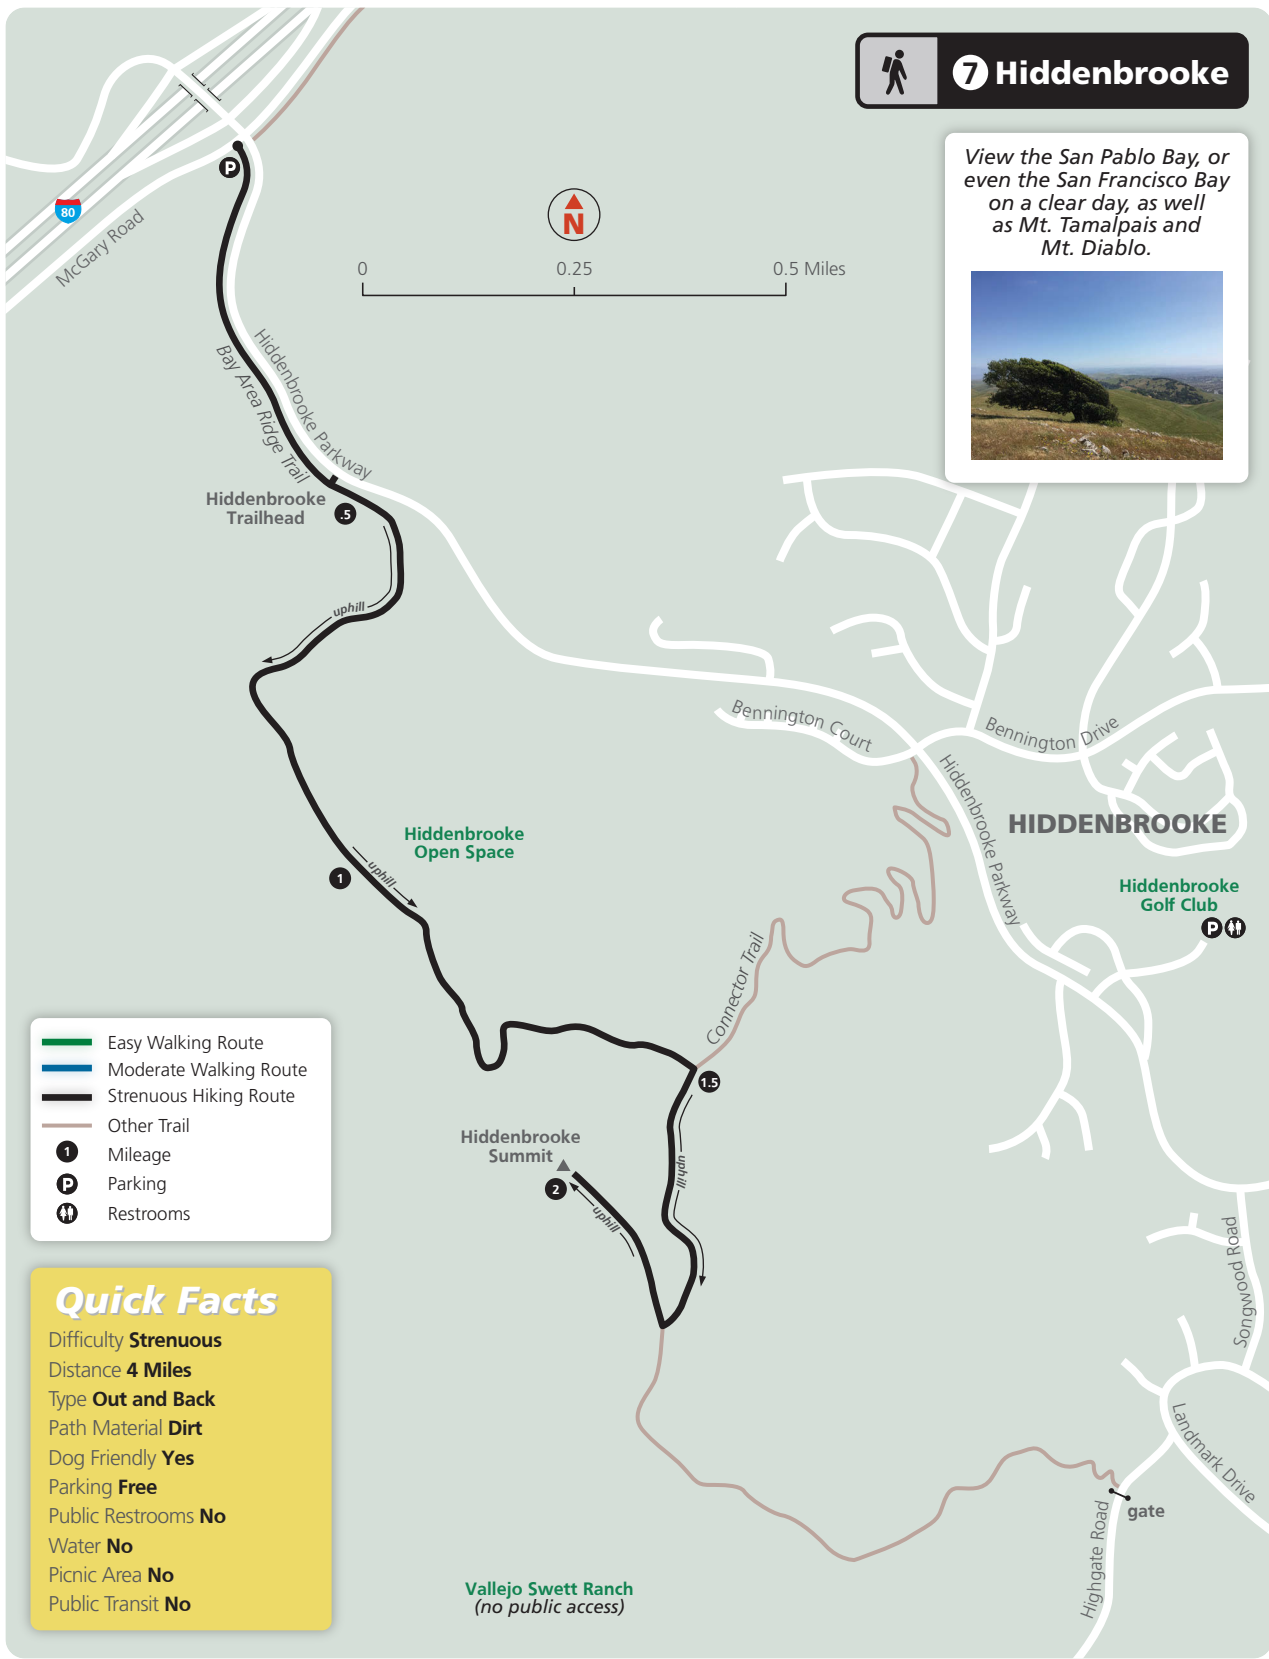 7 Hiddenbrooke
View the San Pablo Bay, or
even the San Francisco Bay
on a clear day, as well
as Mt. Tamalpais and
Mt. Diablo.
P
80
McGary Road
N
0 0.25 0.5 Miles
Hiddenbrooke Parkway
Bay Area Ridge Trail
Hiddenbrooke
Trailhead
.5
uphill
Bennington Court
Bennington Drive
Hiddenbrooke Parkway
HIDDENBROOKE
Hiddenbrooke
Open Space
1
uphill
Hiddenbrooke
Golf Club
P
Connector Trail
1.5
uphill
Hiddenbrooke
Summit
2
uphill
Easy Walking Route
Moderate Walking Route
Strenuous Hiking Route
Other Trail
1 Mileage
P Parking
Restrooms
Songwood Road
Landmark Drive
gate
Highgate Road
Vallejo Swett Ranch
(no public access)
Quick Facts
Difficulty Strenuous
Distance 4 Miles
Type Out and Back
Path Material Dirt
Dog Friendly Yes
Parking Free
Public Restrooms No
Water No
Picnic Area No
Public Transit No